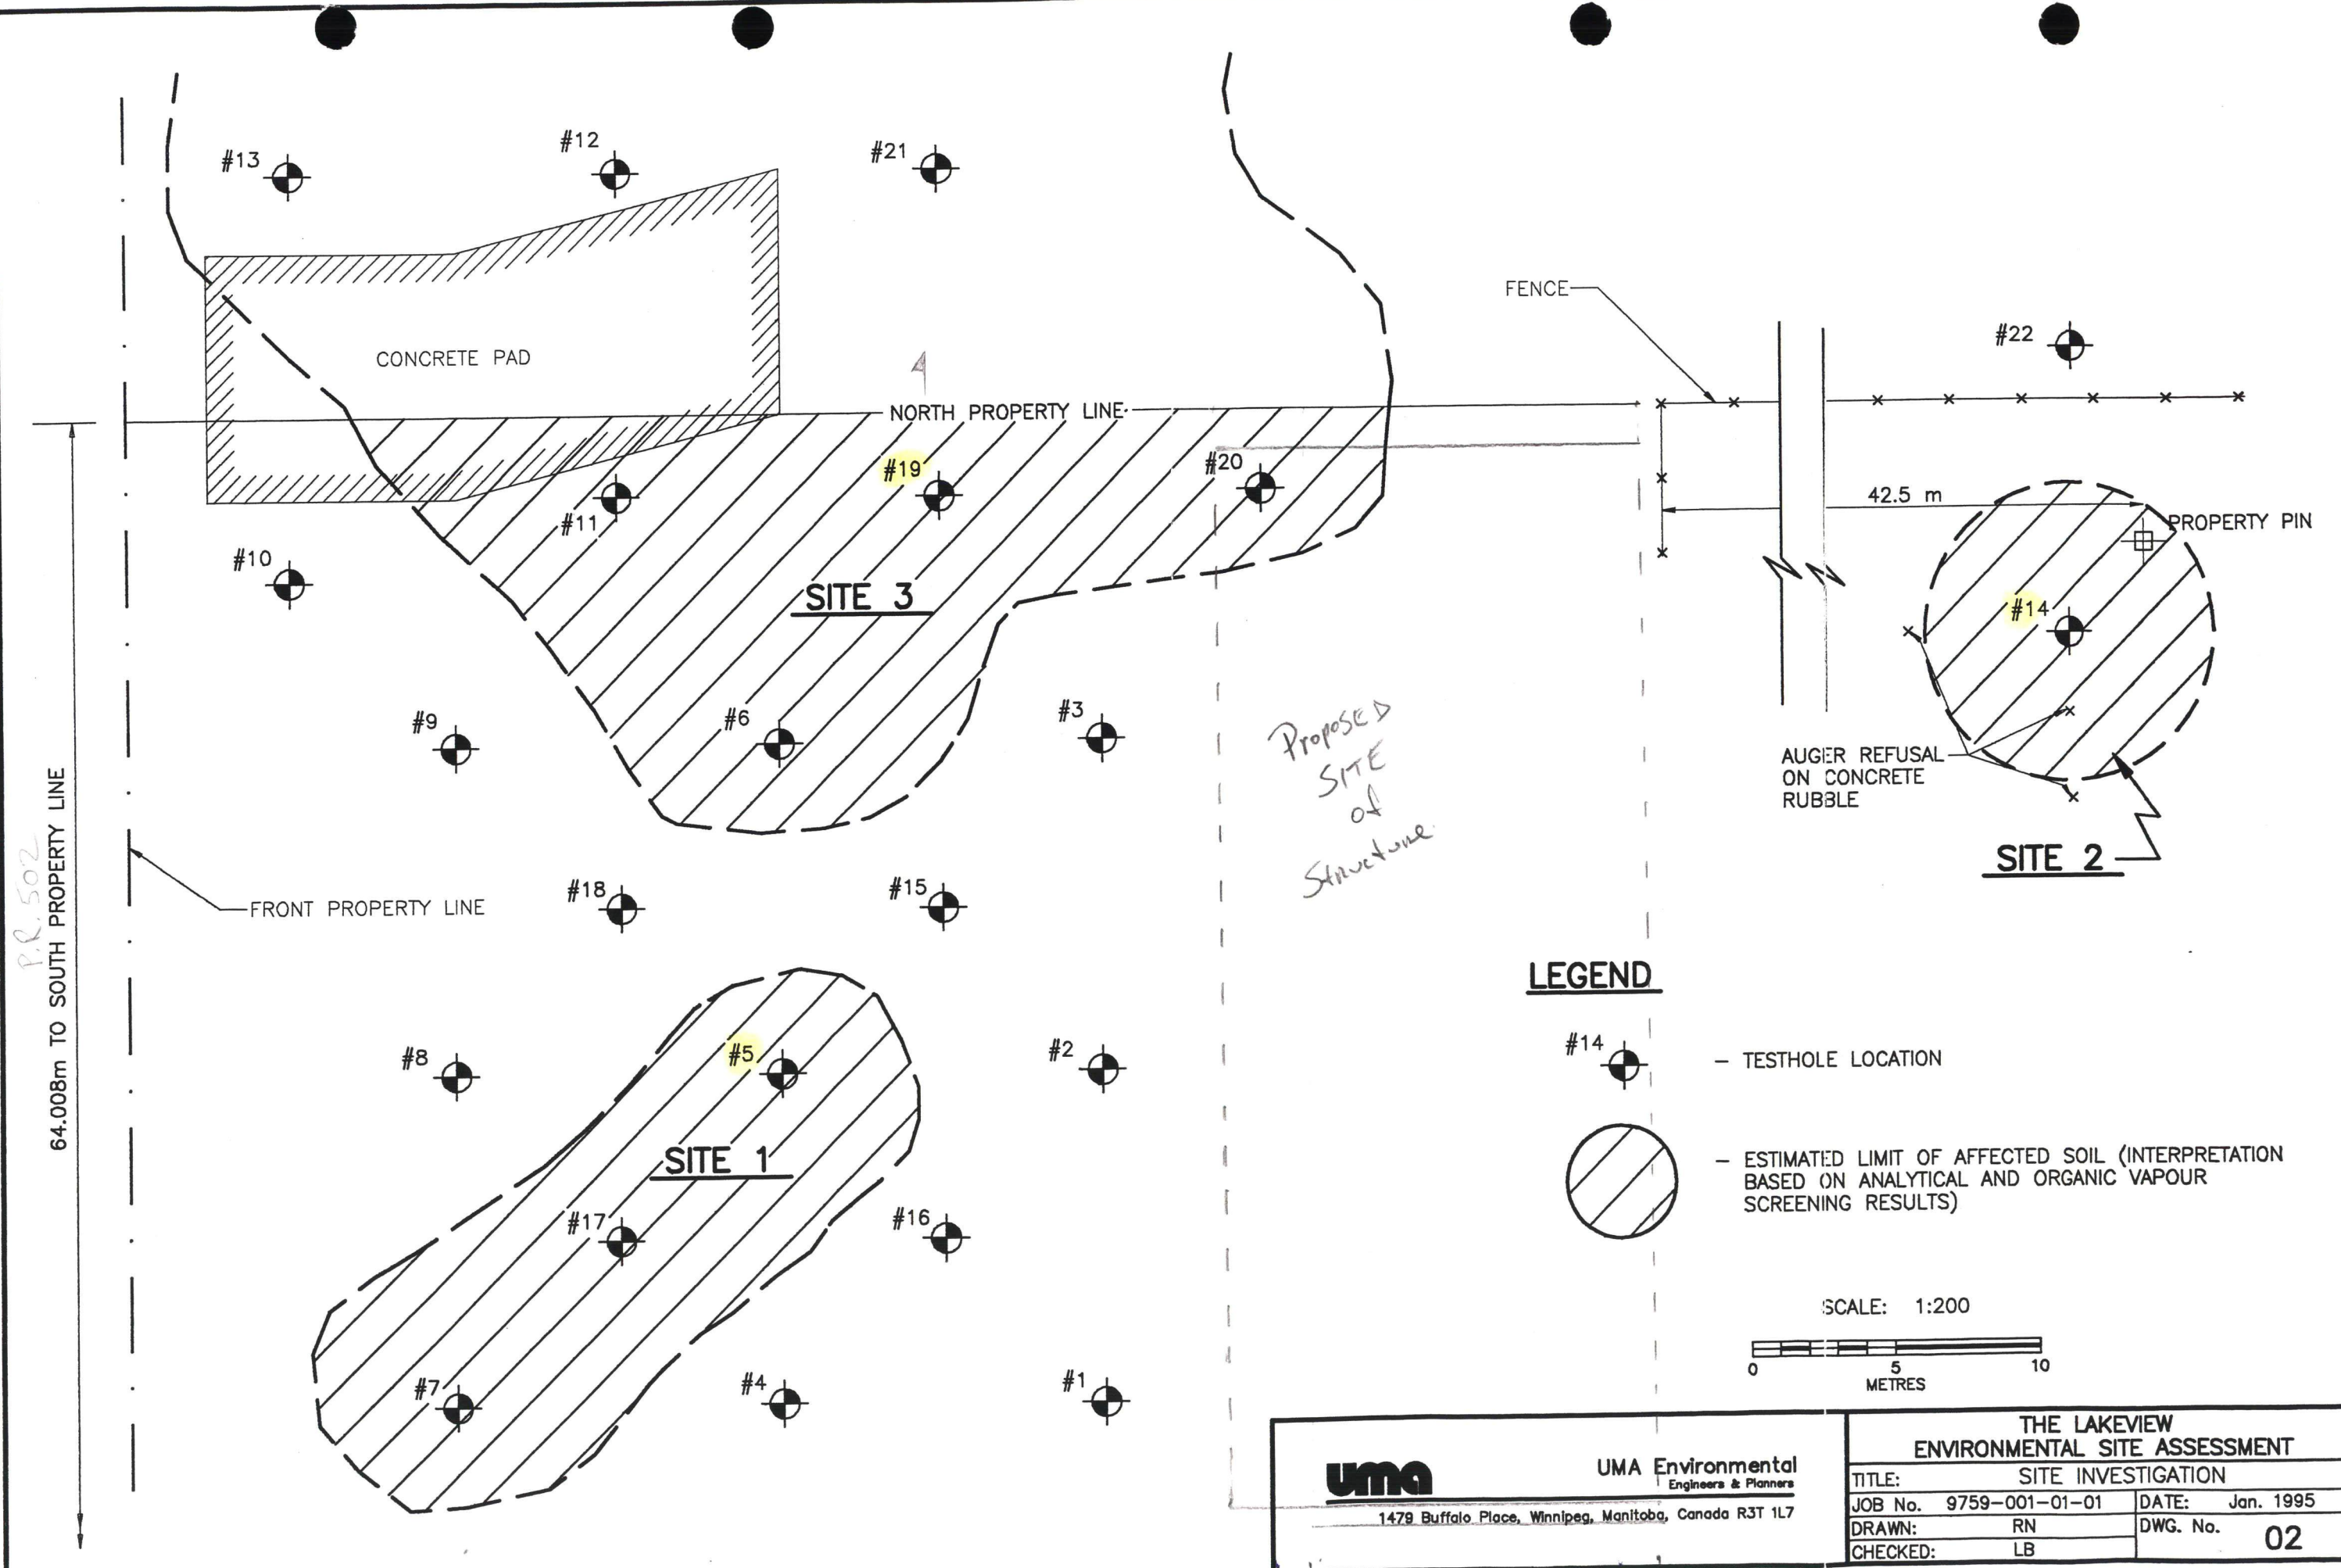 #13
#12
#21
CONCRETE PAD
NORTH PROPERTY LINE
FENCE
#22
#19
#20
#11
42.5 m
PROPERTY PIN
#10
SITE 3
#14
#9
#6
#3
PROPOSED
SITE
of
Structure
AUGER REFUSAL
ON CONCRETE
RUBBLE
SITE 2
P.R. 502
64.008m TO SOUTH PROPERTY LINE
FRONT PROPERTY LINE
#18
#15
LEGEND
#8
#5
#2
#14
– TESTHOLE LOCATION
SITE 1
– ESTIMATED LIMIT OF AFFECTED SOIL (INTERPRETATION
BASED ON ANALYTICAL AND ORGANIC VAPOUR
SCREENING RESULTS)
#17
#16
SCALE: 1:200
0 5 10
METRES
#7
#4
#1
uma
UMA Environmental
Engineers & Planners
1479 Buffalo Place, Winnipeg, Manitoba, Canada R3T 1L7
THE LAKEVIEW
ENVIRONMENTAL SITE ASSESSMENT
TITLE: SITE INVESTIGATION
JOB No. 9759-001-01-01 DATE: Jan. 1995
DRAWN: RN DWG. No. 02
CHECKED: LB